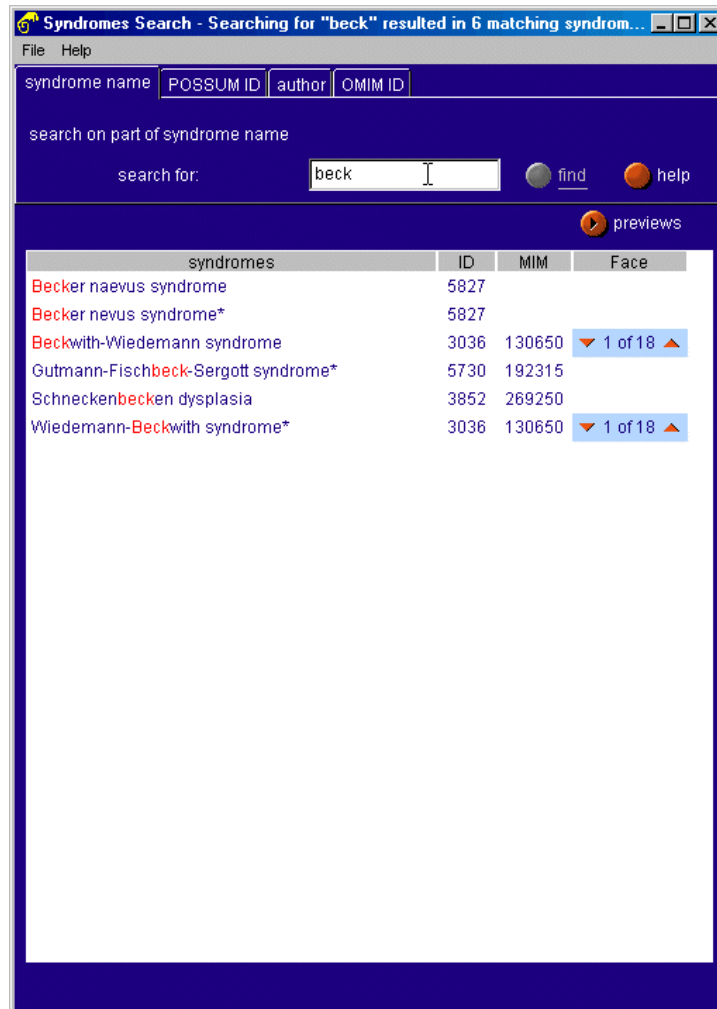 Syndromes Search - Searching for "beck" resulted in 6 matching syndrom...
File Help
syndrome name POSSUM ID author OMIM ID
search on part of syndrome name
search for: beck find help
previews
syndromes ID MIM Face
Becker naevus syndrome 5827
Becker nevus syndrome* 5827
Beckwith-Wiedemann syndrome 3036 130650 1 of 18
Gutmann-Fischbeck-Sergott syndrome* 5730 192315
Schneckenbecken dysplasia 3852 269250
Wiedemann-Beckwith syndrome* 3036 130650 1 of 18